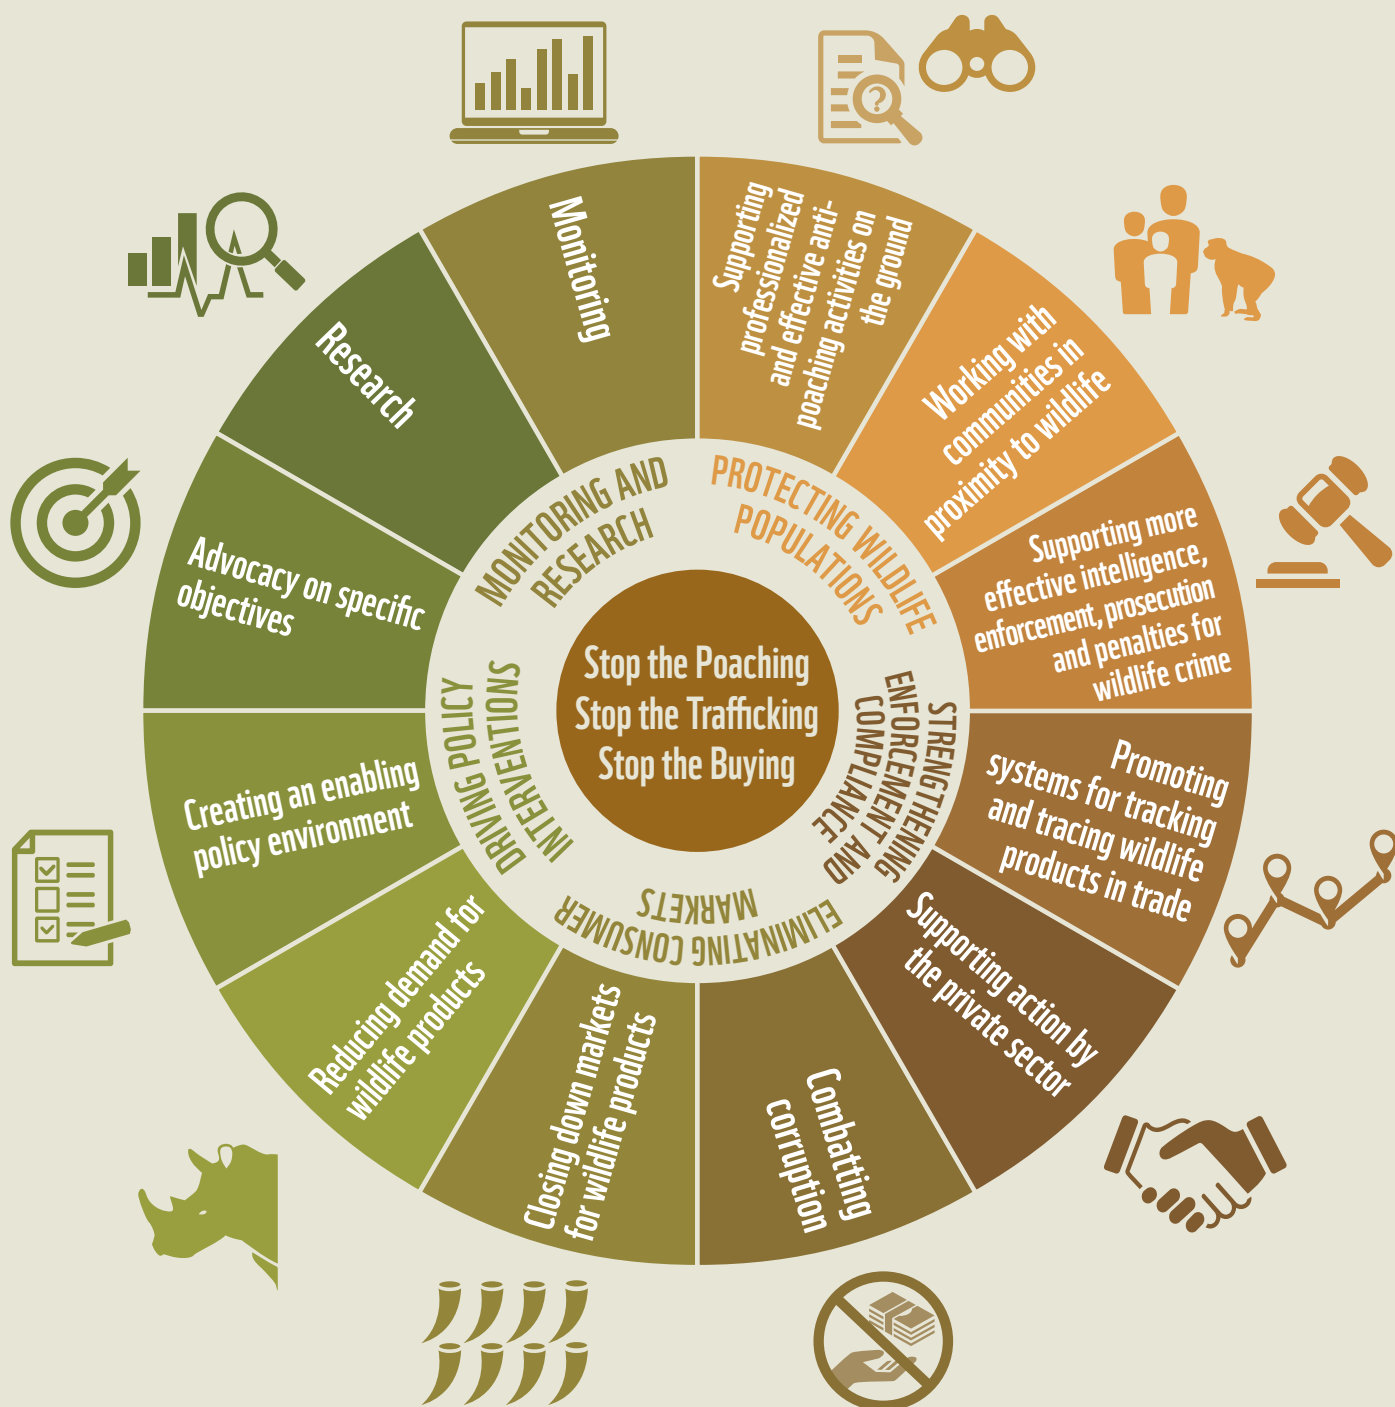 Stop the Poaching
Stop the Trafficking
Stop the Buying
PROTECTING WILDLIFE
POPULATIONS
STRENGTHENING
ENFORCEMENT AND
COMPLIANCE AND
ELIMINATING CONSUMER
MARKETS
DRIVING POLICY
INTERVENTIONS
MONITORING AND
RESEARCH
Supporting
professionalized
and effective anti-
poaching activities on
the ground
Working with
communities in
proximity to wildlife
Supporting more
effective intelligence,
enforcement, prosecution
and penalties for
wildlife crime
Promoting
systems for tracking
and tracing wildlife
products in trade
Supporting action by
the private sector
Combatting
corruption
Closing down markets
for wildlife products
Reducing demand for
wildlife products
Creating an enabling
policy environment
Advocacy on specific
objectives
Research
Monitoring
?